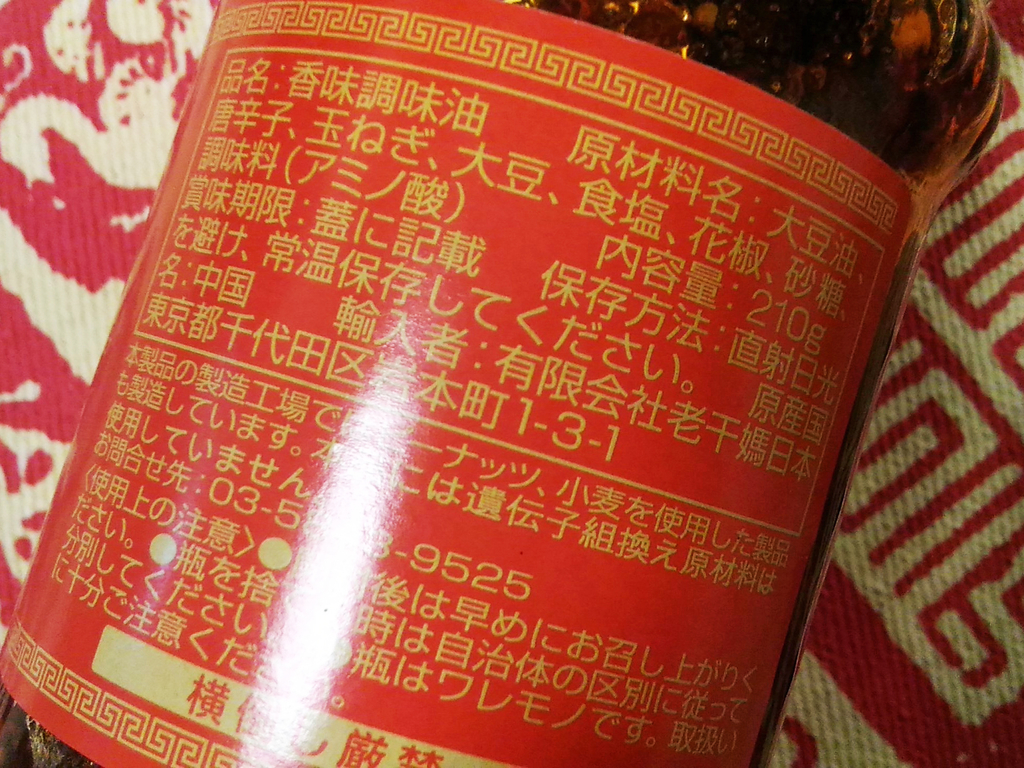 品名:香味調味油 原材料名:大豆油、
唐辛子、玉ねぎ、大豆、食塩、花椒、砂糖、
調味料(アミノ酸) 内容量:210g
賞味期限:蓋に記載 保存方法:直射日光
を避け、常温保存してください。 原産国
名:中国 輸入者:有限会社老干媽日本
東京都千代田区 本町1-3-1
本製品の製造工場で ーナッツ、小麦を使用した製品
も製造しています。本 には遺伝子組換え原材料は
使用していません
お問合せ先:03-5 3-9525
〈使用上の注意〉● 後は早めにお召し上がりく
ださい。●瓶を捨 時は自治体の区別に従って
分別してください 瓶はワレモノです。取扱い
に十分ご注意くだ 。
横 し厳禁